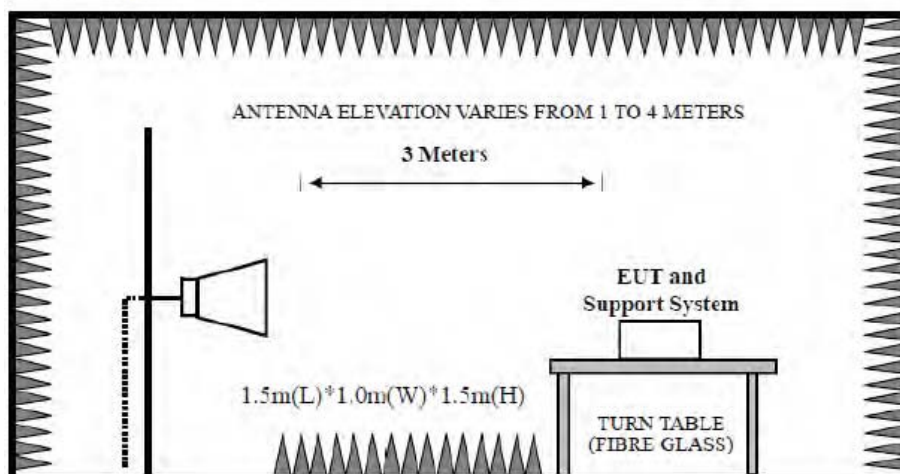 ANTENNA ELEVATION VARIES FROM 1 TO 4 METERS
3 Meters
EUT and
Support System
1.5m(L)*1.0m(W)*1.5m(H)
TURN TABLE
(FIBRE GLASS)